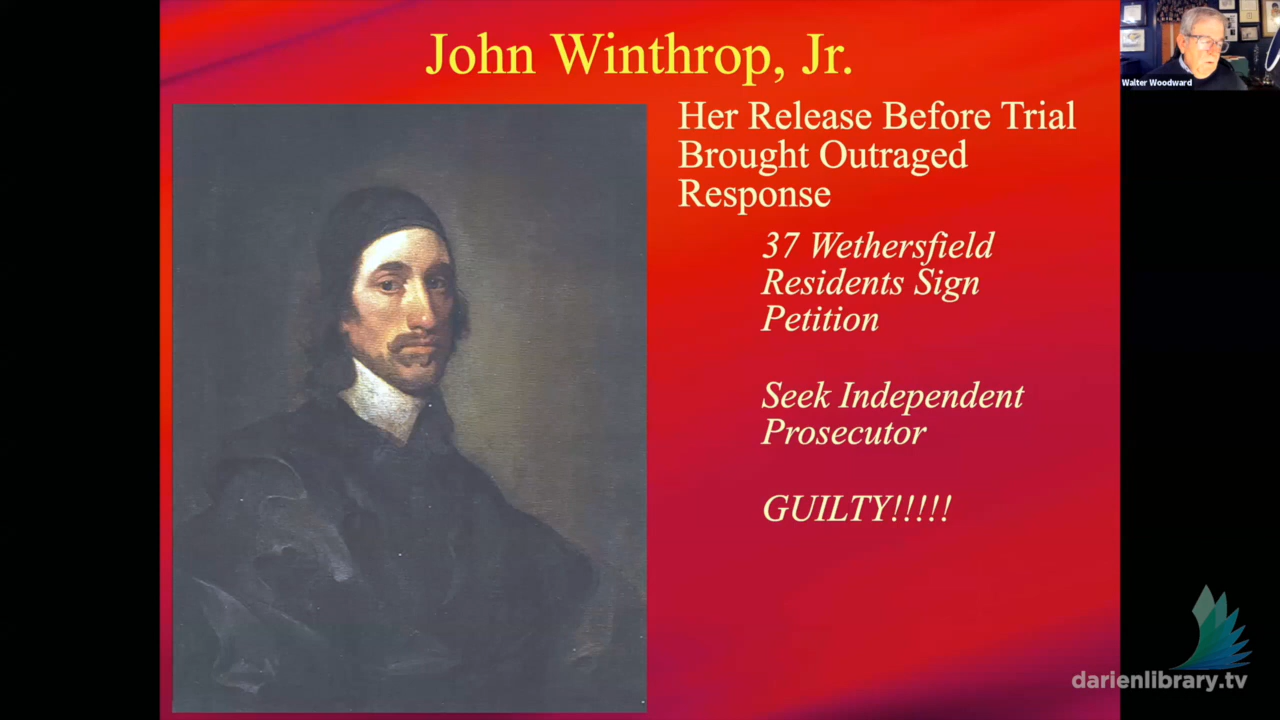 John Winthrop, Jr.
Her Release Before Trial
Brought Outraged
Response
37 Wethersfield
Residents Sign
Petition
Seek Independent
Prosecutor
GUILTY!!!!!
Walter Woodward
darienlibrary.tv